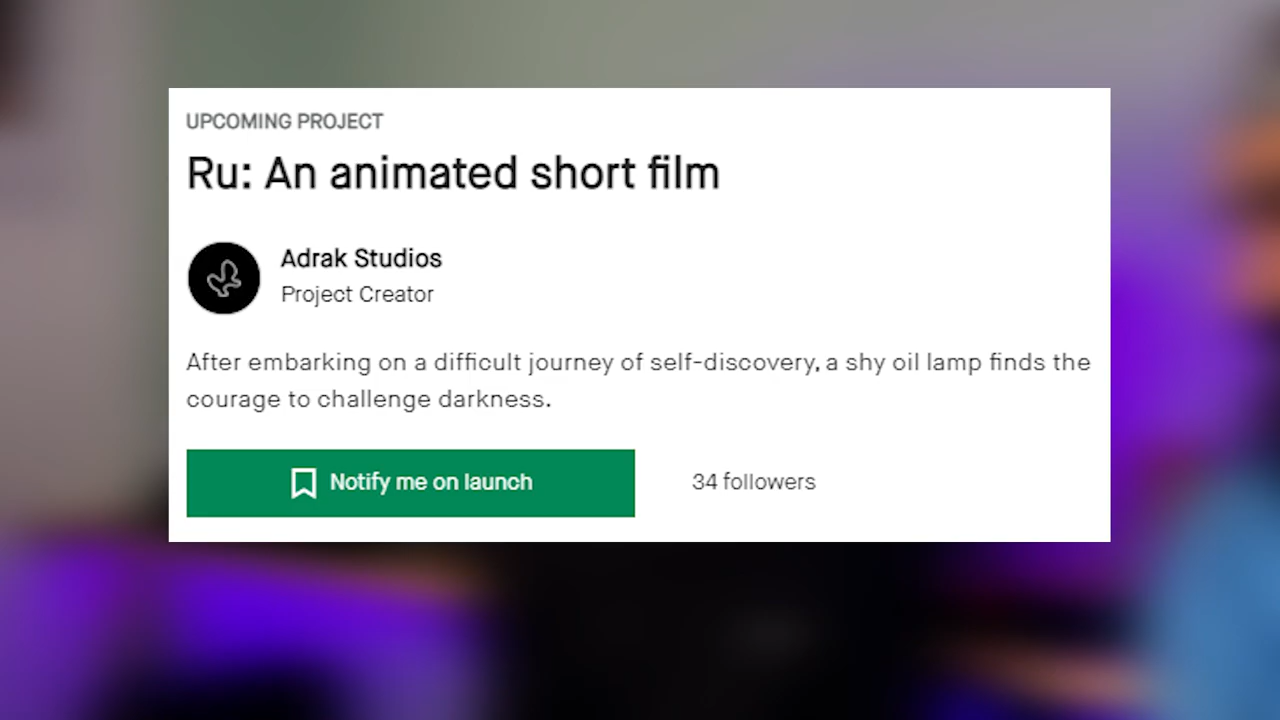 UPCOMING PROJECT
Ru: An animated short film
Adrak Studios
Project Creator
After embarking on a difficult journey of self-discovery, a shy oil lamp finds the
courage to challenge darkness.
Notify me on launch
34 followers